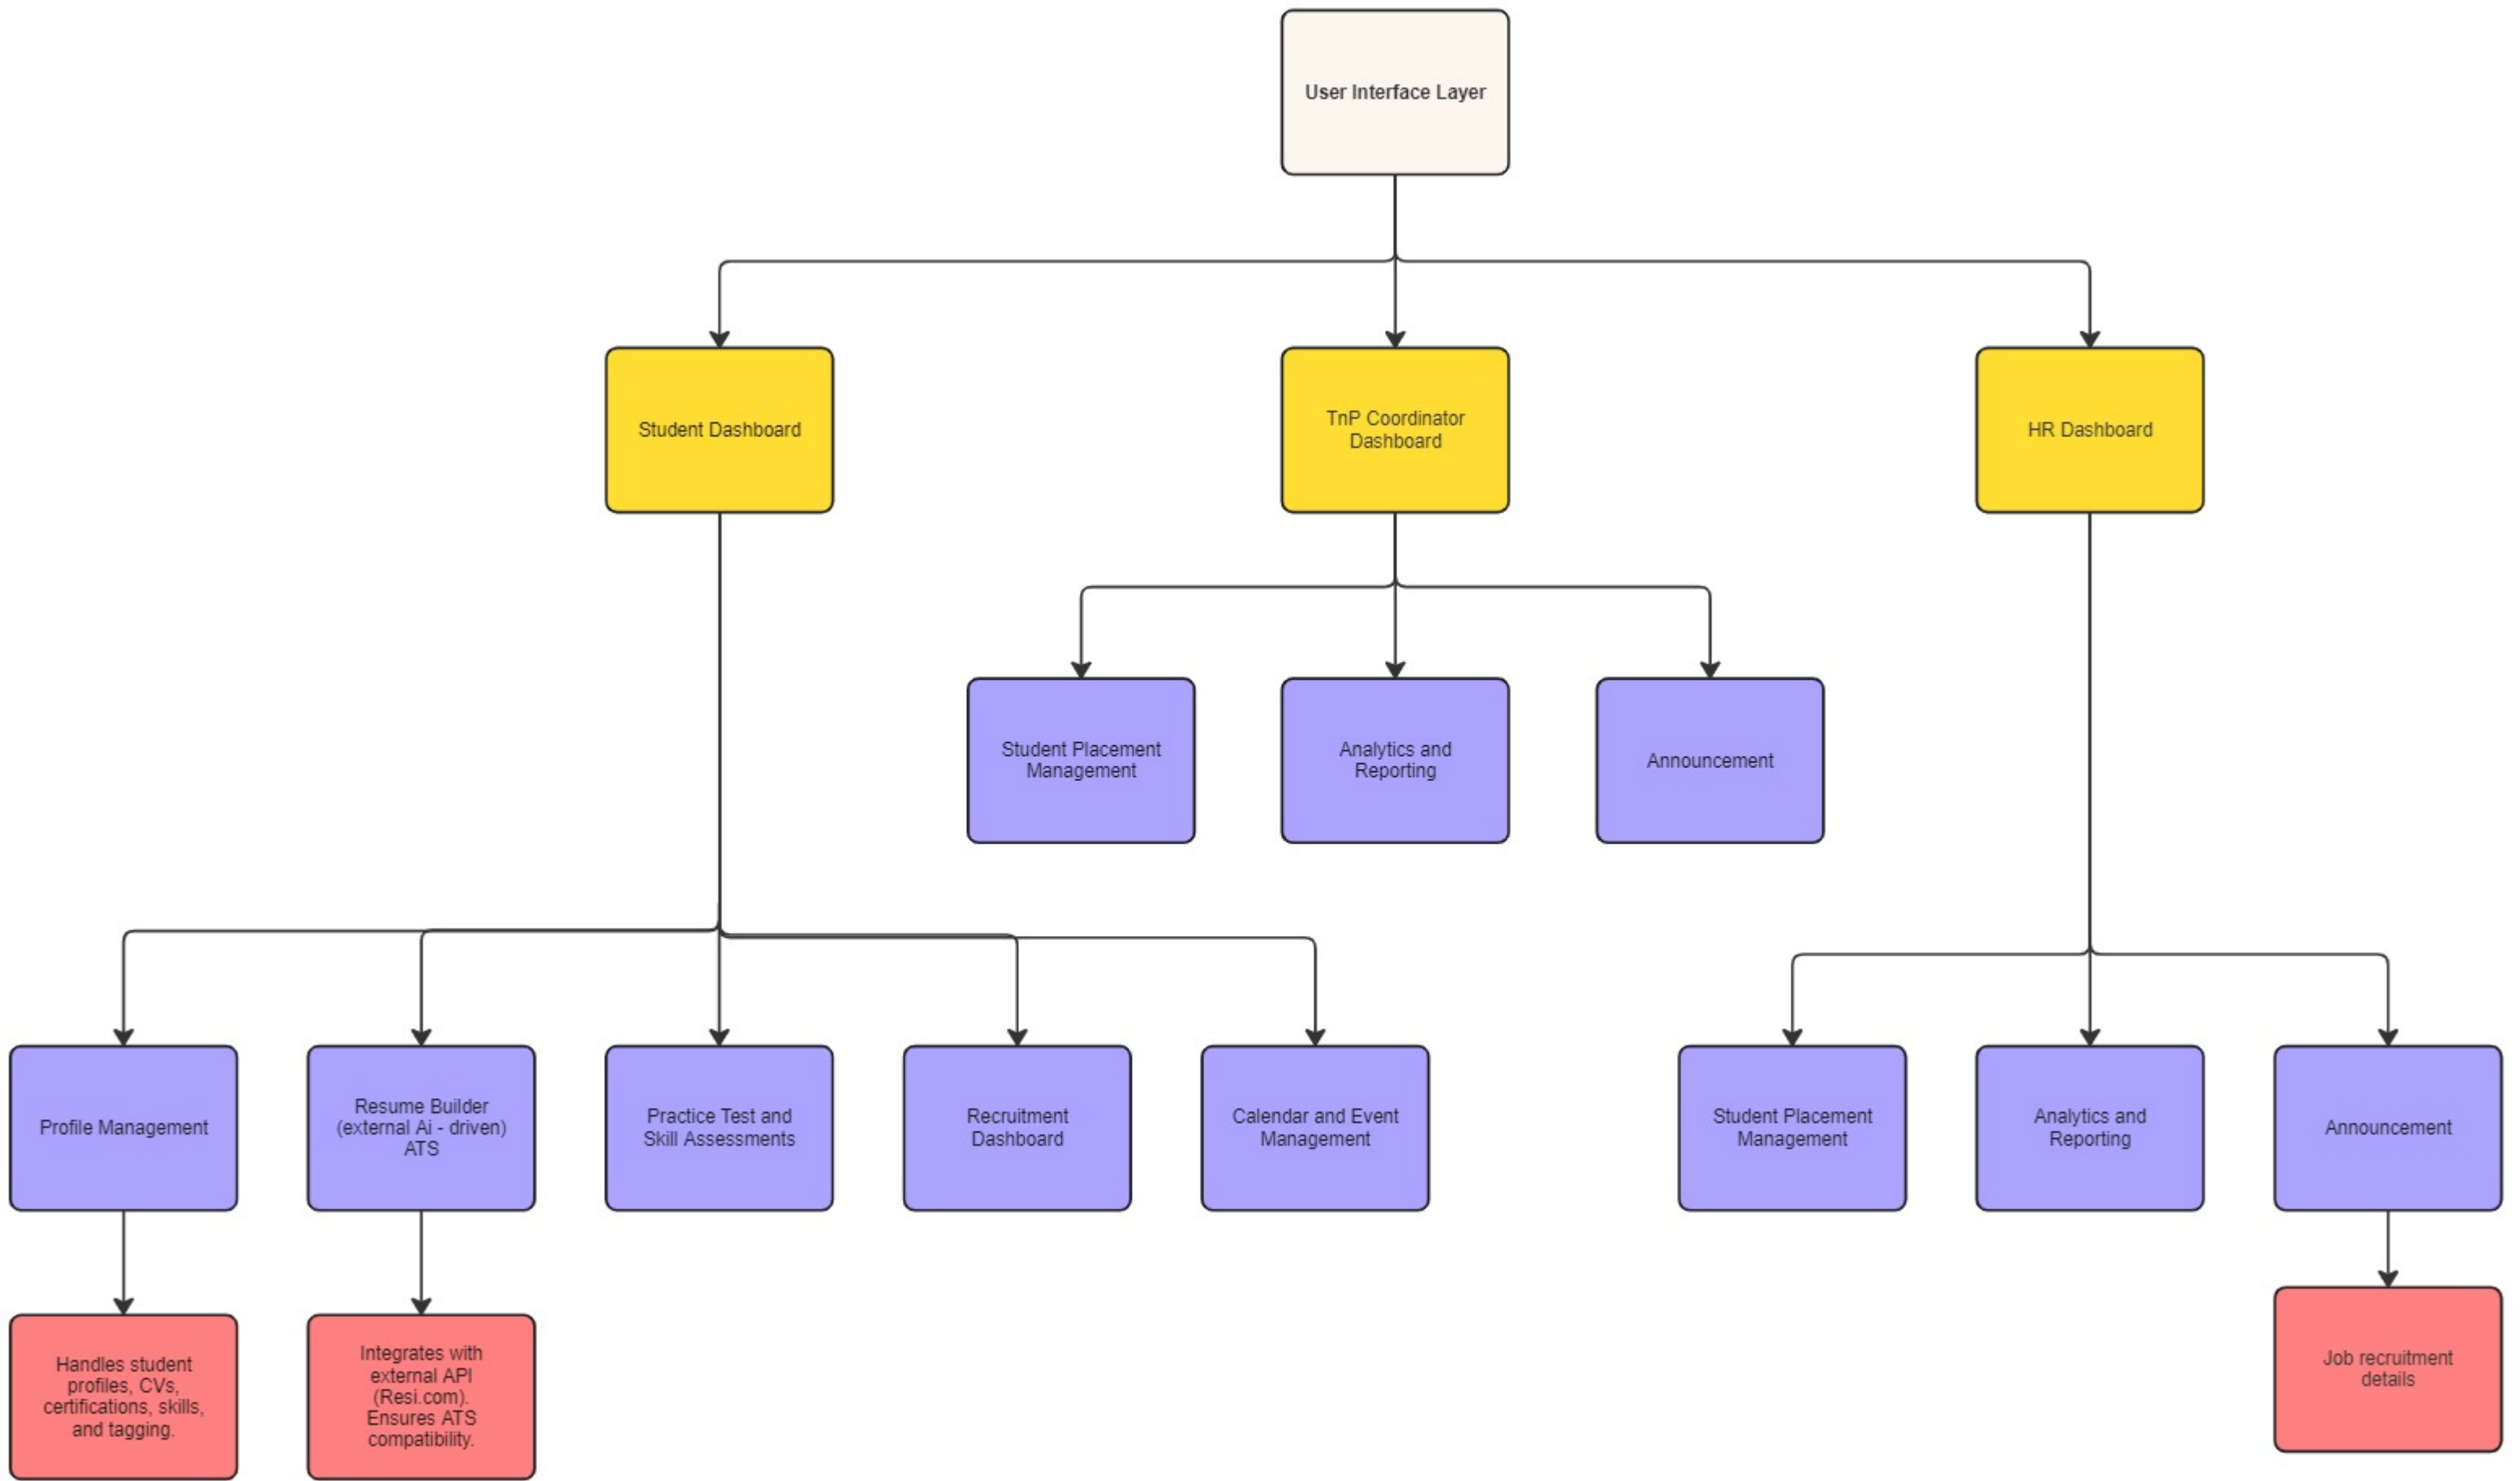 User Interface Layer
Student Dashboard
TnP Coordinator
Dashboard
HR Dashboard
Student Placement
Management
Analytics and
Reporting
Announcement
Profile Management
Resume Builder
(external Ai - driven)
ATS
Practice Test and
Skill Assessments
Recruitment
Dashboard
Calendar and Event
Management
Student Placement
Management
Analytics and
Reporting
Announcement
Handles student
profiles, CVs,
certifications, skills,
and tagging.
Integrates with
external API
(Resi.com).
Ensures ATS
compatibility.
Job recruitment
details